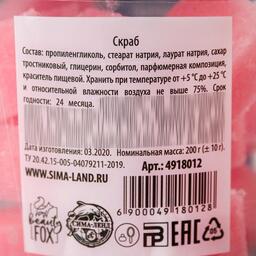 Скраб
Состав: пропиленгликоль, стеарат натрия, лаурат натрия, сахар
тростниковый, глицерин, сорбитол, парфюмерная композиция,
краситель пищевой. Хранить при температуре от +5 °С до +25 °С
и относительной влажности воздуха не выше 75%. Срок
годности: 24 месяца.
Дата изготовления: 03.2020. Номинальная масса: 200 г (± 10 г).
ТУ 20.42.15-005-04079211-2019. Арт.: 4918012
WWW.SIMA-LAND.RU
6 900049 180128
beauty FOX
СИМА-ЛЕНД
EAC
05